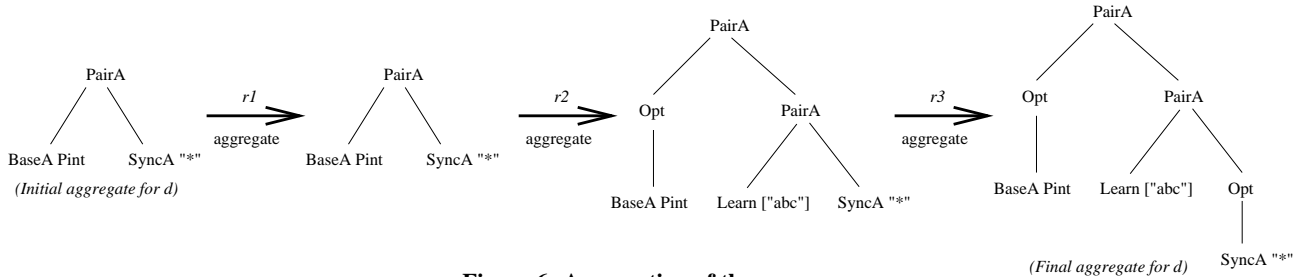 PairA
BaseA Pint SyncA "*"
(Initial aggregate for d)
r1
aggregate
PairA
BaseA Pint SyncA "*"
r2
aggregate
PairA
Opt PairA
BaseA Pint Learn ["abc"] SyncA "*"
r3
aggregate
PairA
Opt PairA
BaseA Pint Learn ["abc"] Opt
SyncA "*"
(Final aggregate for d)